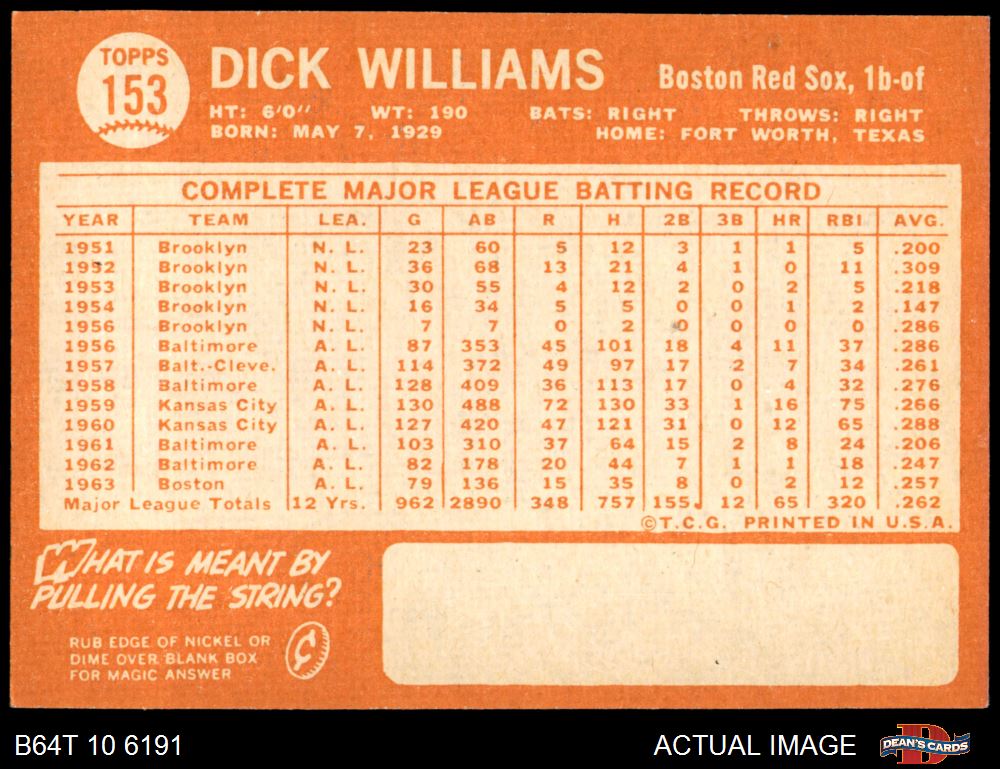 TOPPS
153
DICK WILLIAMS
Boston Red Sox, 1b-of
HT: 6'0" WT: 190 BATS: RIGHT THROWS: RIGHT
BORN: MAY 7, 1929 HOME: FORT WORTH, TEXAS
COMPLETE MAJOR LEAGUE BATTING RECORD
YEAR TEAM LEA. G AB R H 2B 3B HR RBI AVG.
1951 Brooklyn N. L. 23 60 5 12 3 1 1 5 .200
1952 Brooklyn N. L. 36 68 13 21 4 1 0 11 .309
1953 Brooklyn N. L. 30 55 4 12 2 0 2 5 .218
1954 Brooklyn N. L. 16 34 5 5 0 0 1 2 .147
1956 Brooklyn N. L. 7 7 0 2 0 0 0 0 .286
1956 Baltimore A. L. 87 353 45 101 18 4 11 37 .286
1957 Balt.-Cleve. A. L. 114 372 49 97 17 2 7 34 .261
1958 Baltimore A. L. 128 409 36 113 17 0 4 32 .276
1959 Kansas City A. L. 130 488 72 130 33 1 16 75 .266
1960 Kansas City A. L. 127 420 47 121 31 0 12 65 .288
1961 Baltimore A. L. 103 310 37 64 15 2 8 24 .206
1962 Baltimore A. L. 82 178 20 44 7 1 1 18 .247
1963 Boston A. L. 79 136 15 35 8 0 2 12 .257
Major League Totals 12 Yrs. 962 2890 348 757 155 12 65 320 .262
©T.C.G. PRINTED IN U.S.A.
WHAT IS MEANT BY
PULLING THE STRING?
RUB EDGE OF NICKEL OR
DIME OVER BLANK BOX
FOR MAGIC ANSWER
¢
B64T 10 6191
ACTUAL IMAGE
DEAN'S CARDS